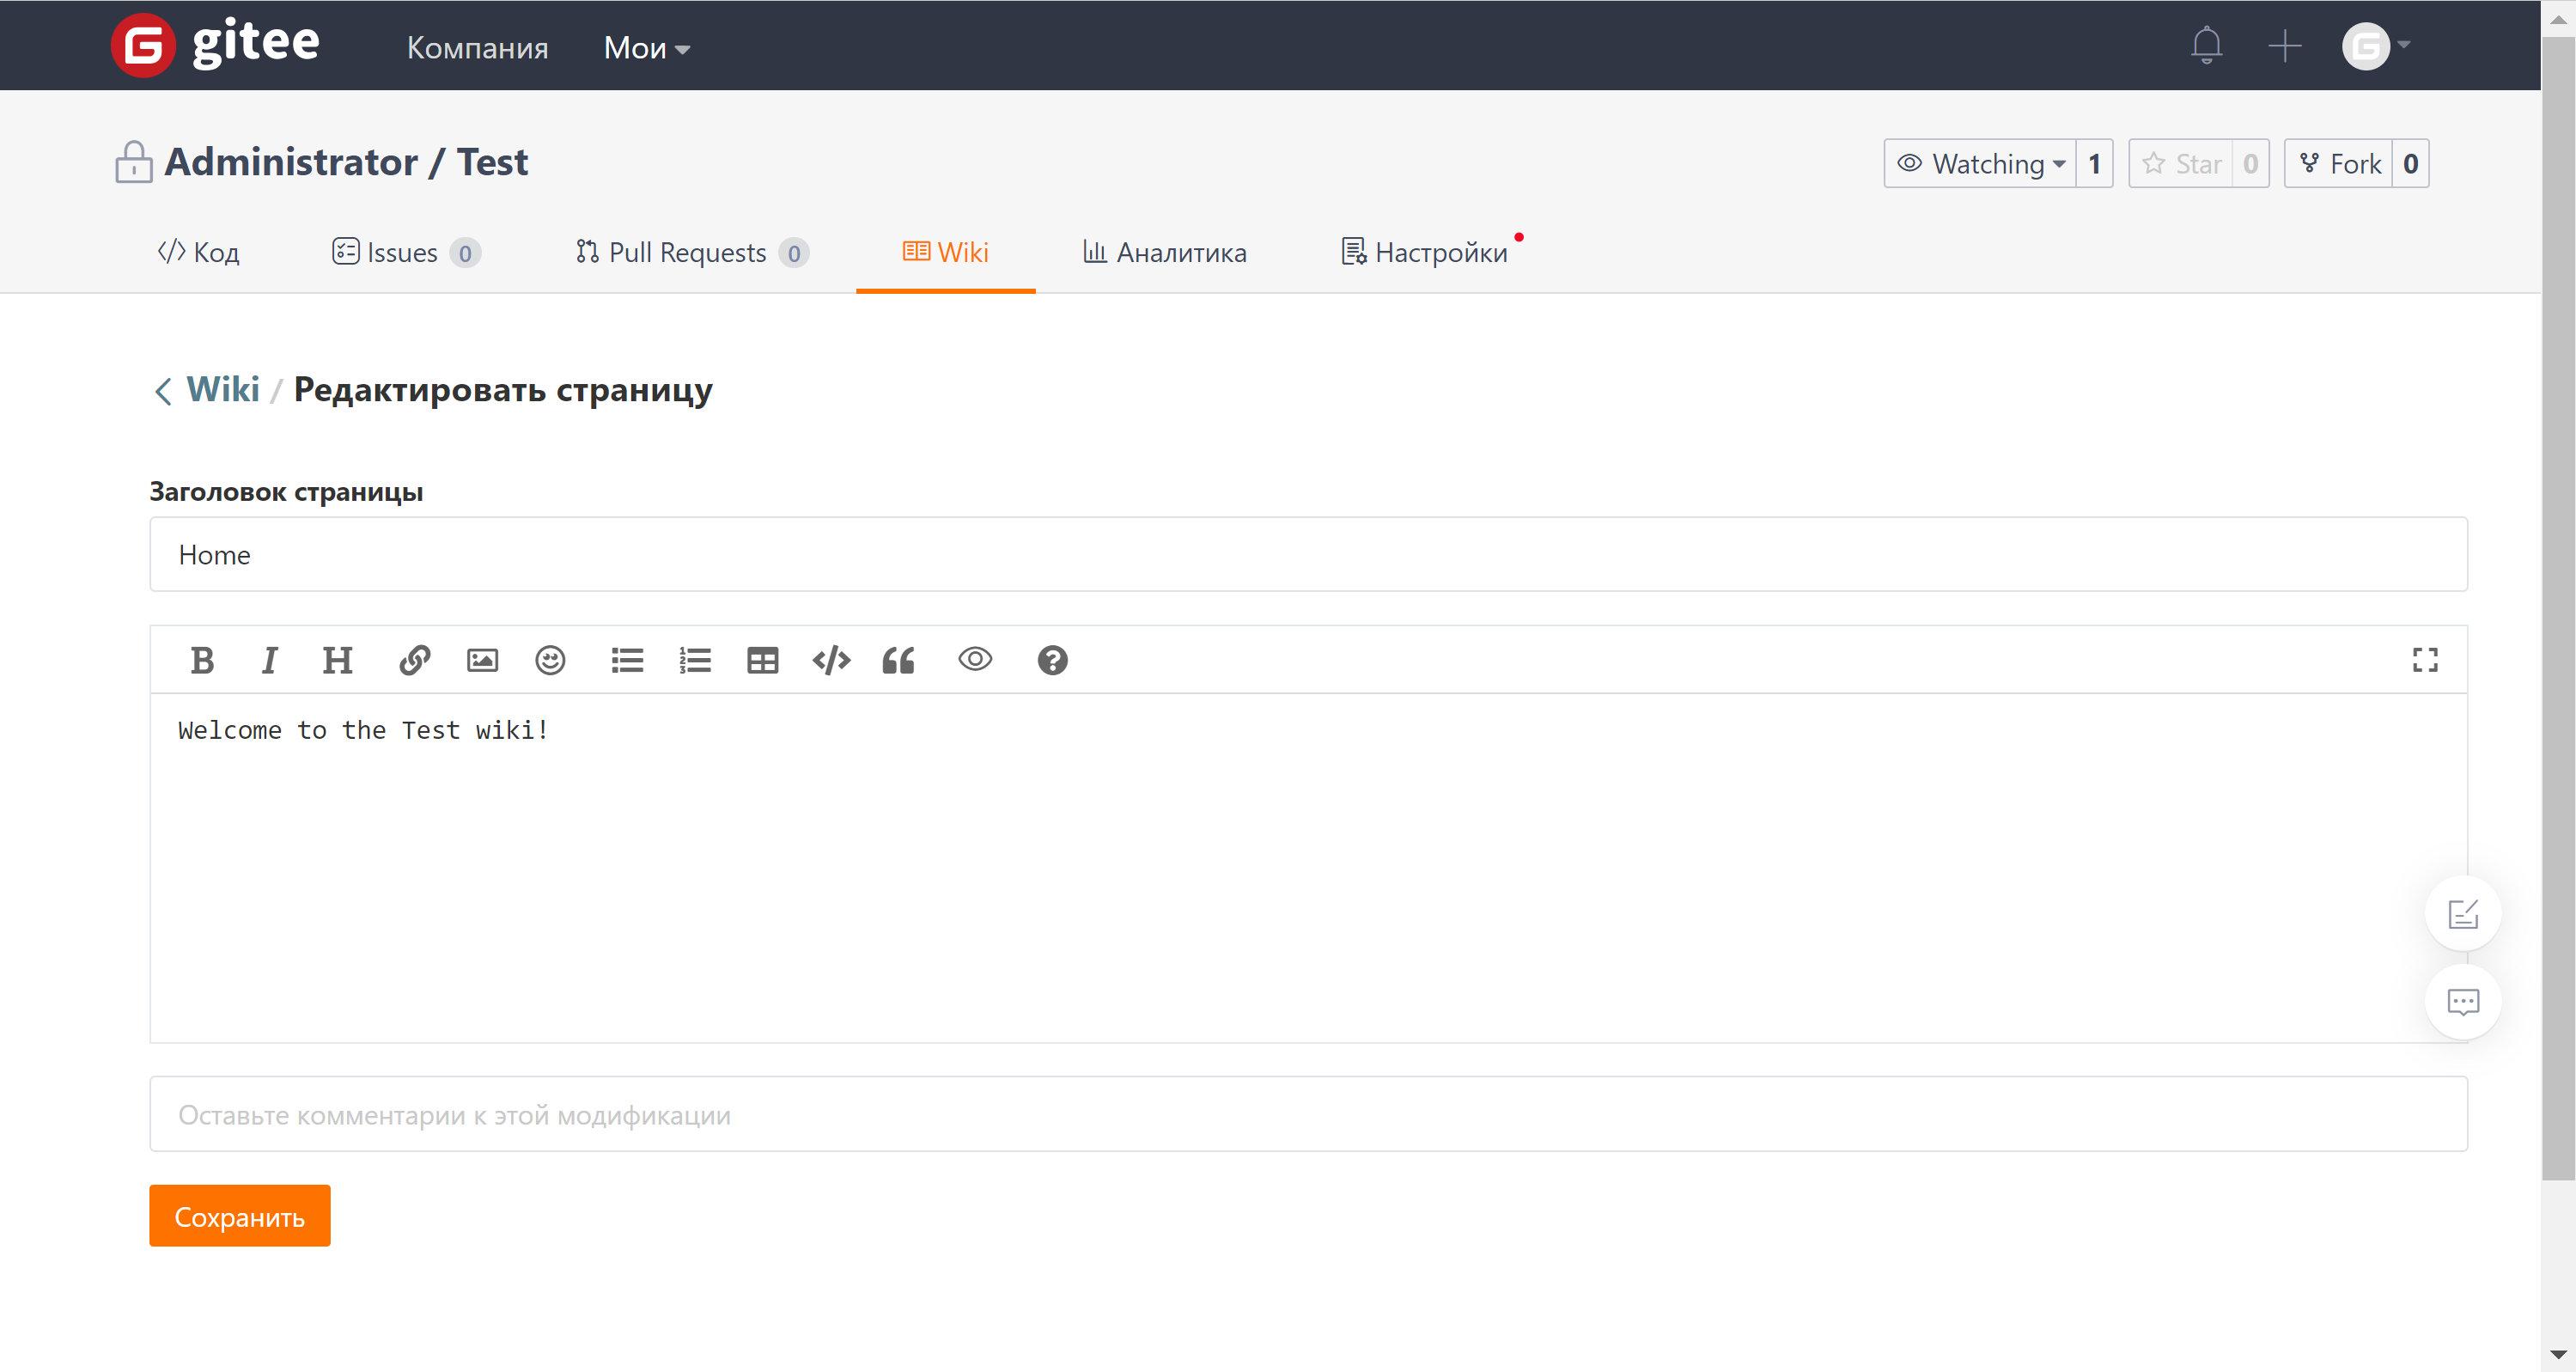 gitee Компания Мои
Administrator / Test Watching 1 Star 0 Fork 0
Код Issues 0 Pull Requests 0 Wiki Аналитика Настройки
Wiki / Редактировать страницу
Заголовок страницы
Home
Welcome to the Test wiki!
Оставьте комментарии к этой модификации
Сохранить